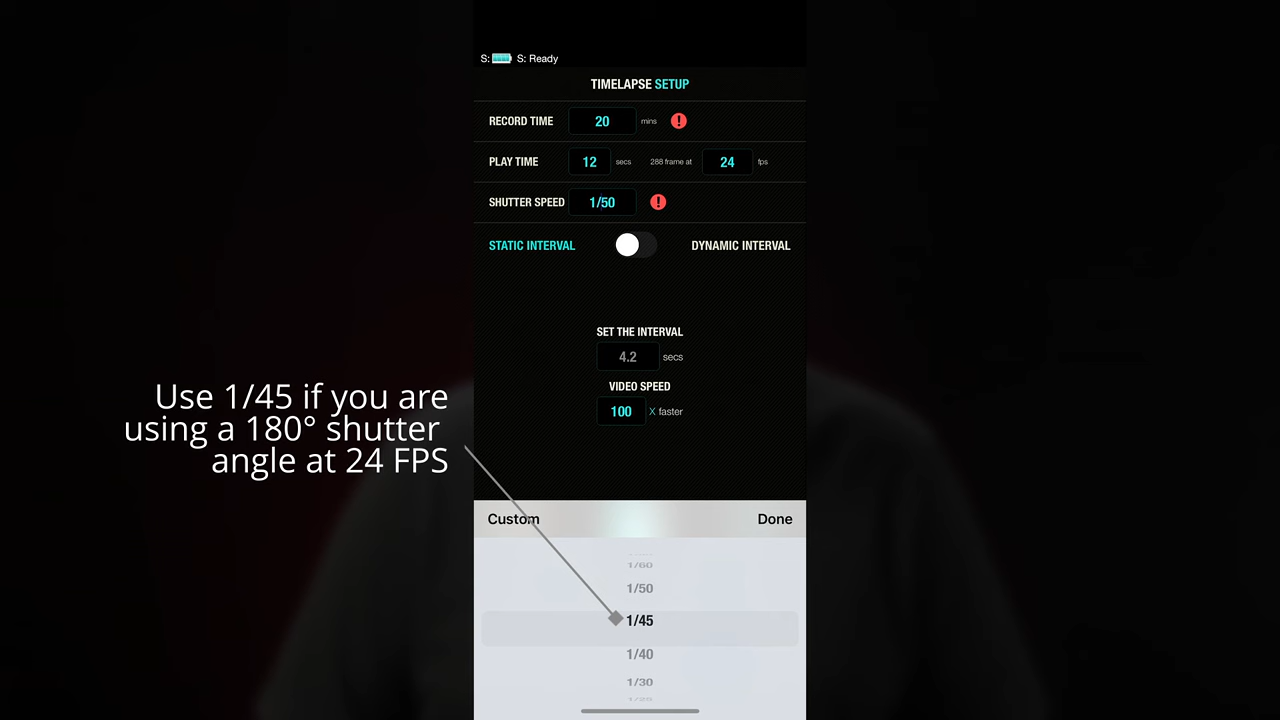 S: S: Ready
TIMELAPSE SETUP
RECORD TIME 20 mins !
PLAY TIME 12 secs 288 frame at 24 fps
SHUTTER SPEED 1/50 !
STATIC INTERVAL DYNAMIC INTERVAL
SET THE INTERVAL
4.2 secs
VIDEO SPEED
100 X faster
Use 1/45 if you are
using a 180° shutter
angle at 24 FPS
Custom Done
1/60
1/50
1/45
1/40
1/30